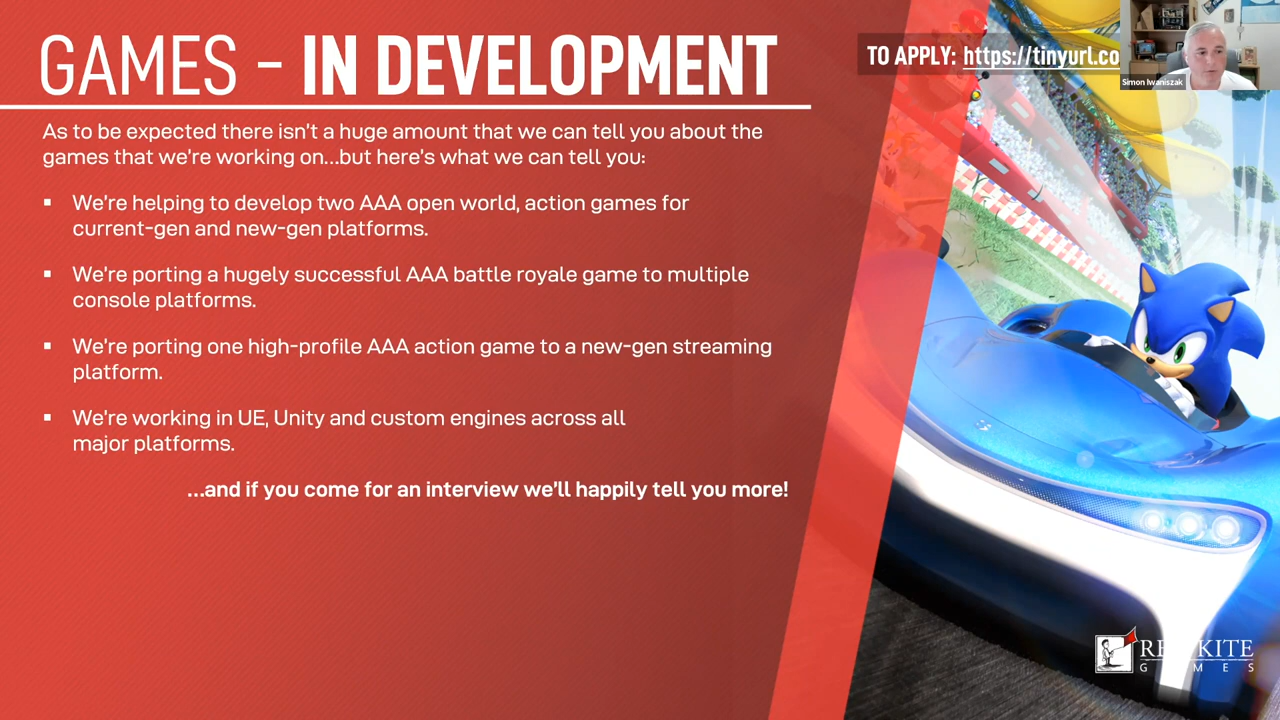 GAMES - IN DEVELOPMENT
TO APPLY: https://tinyurl.co
Simon Iwaniszak
As to be expected there isn't a huge amount that we can tell you about the
games that we're working on...but here's what we can tell you:
▪ We're helping to develop two AAA open world, action games for
current-gen and new-gen platforms.
▪ We're porting a hugely successful AAA battle royale game to multiple
console platforms.
▪ We're porting one high-profile AAA action game to a new-gen streaming
platform.
▪ We're working in UE, Unity and custom engines across all
major platforms.
...and if you come for an interview we'll happily tell you more!
RED KITE
GAMES